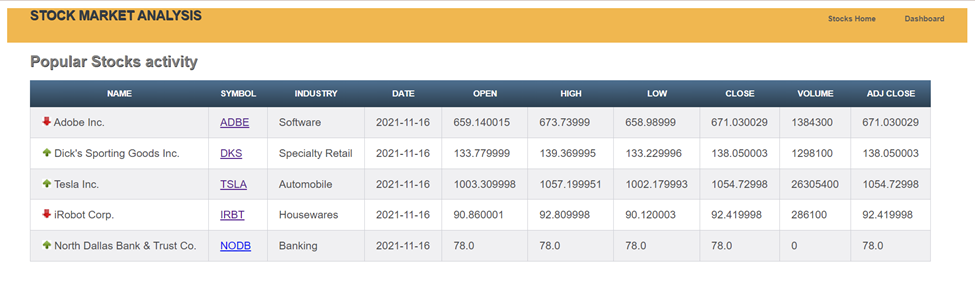 STOCK MARKET ANALYSIS
Stocks Home Dashboard
Popular Stocks activity
NAME SYMBOL INDUSTRY DATE OPEN HIGH LOW CLOSE VOLUME ADJ CLOSE
Adobe Inc. ADBE Software 2021-11-16 659.140015 673.73999 658.98999 671.030029 1384300 671.030029
Dick's Sporting Goods Inc. DKS Specialty Retail 2021-11-16 133.779999 139.369995 133.229996 138.050003 1298100 138.050003
Tesla Inc. TSLA Automobile 2021-11-16 1003.309998 1057.199951 1002.179993 1054.72998 26305400 1054.72998
iRobot Corp. IRBT Housewares 2021-11-16 90.860001 92.809998 90.120003 92.419998 286100 92.419998
North Dallas Bank & Trust Co. NODB Banking 2021-11-16 78.0 78.0 78.0 78.0 0 78.0